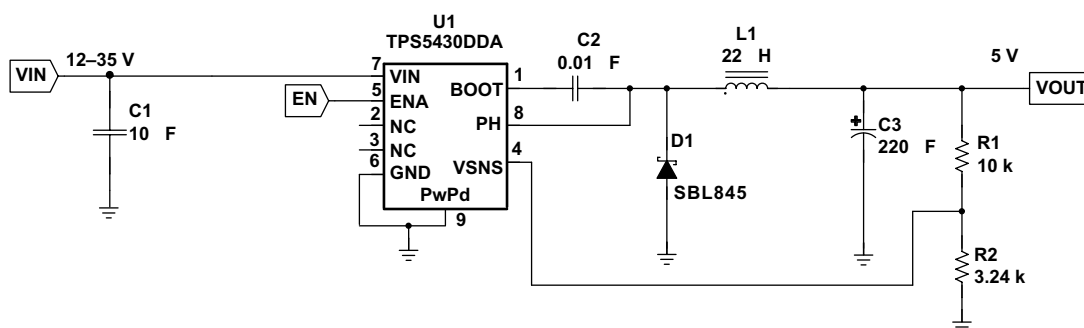 U1
TPS5430DDA
VIN
12–35 V
C1
10 F
EN
7
VIN
5
ENA
2
NC
3
NC
6
GND
BOOT
1
PH
8
VSNS
4
PwPd
9
C2
0.01 F
L1
22 H
D1
SBL845
5 V
VOUT
+
C3
220 F
R1
10 k
R2
3.24 k